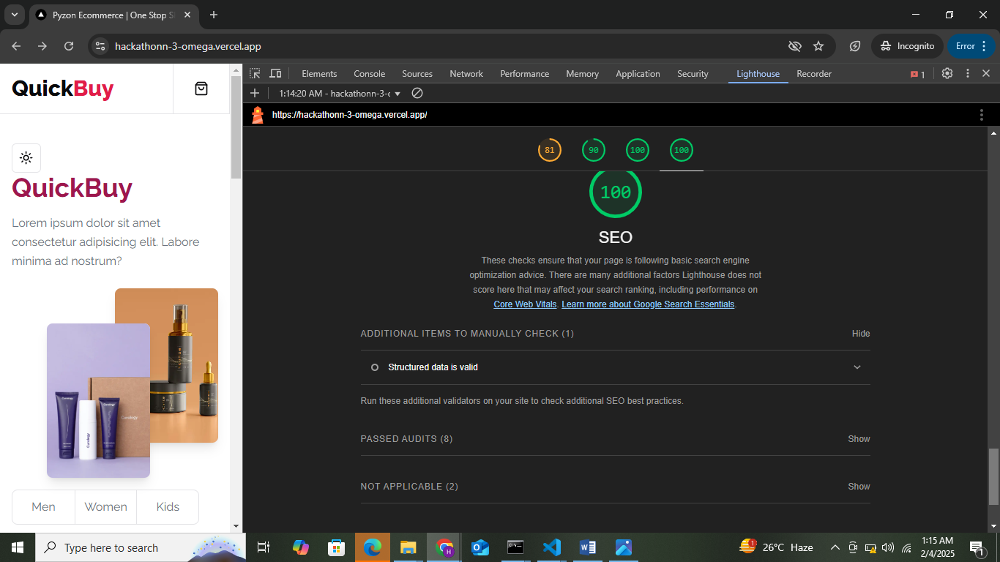 Pyzon Ecommerce | One Stop S
hackathonn-3-omega.vercel.app
Incognito
Error
QuickBuy
QuickBuy
Lorem ipsum dolor sit amet
consectetur adipisicing elit. Labore
minima ad nostrum?
Curology
Men
Women
Kids
Elements
Console
Sources
Network
Performance
Memory
Application
Security
Lighthouse
Recorder
1
1:14:20 AM - hackathonn-3-
https://hackathonn-3-omega.vercel.app/
81
90
100
100
100
SEO
These checks ensure that your page is following basic search engine
optimization advice. There are many additional factors Lighthouse does not
score here that may affect your search ranking, including performance on
Core Web Vitals. Learn more about Google Search Essentials.
ADDITIONAL ITEMS TO MANUALLY CHECK (1)
Hide
Structured data is valid
Run these additional validators on your site to check additional SEO best practices.
PASSED AUDITS (8)
Show
NOT APPLICABLE (2)
Show
Type here to search
H
1
26°C Haze
1:15 AM
2/4/2025
1